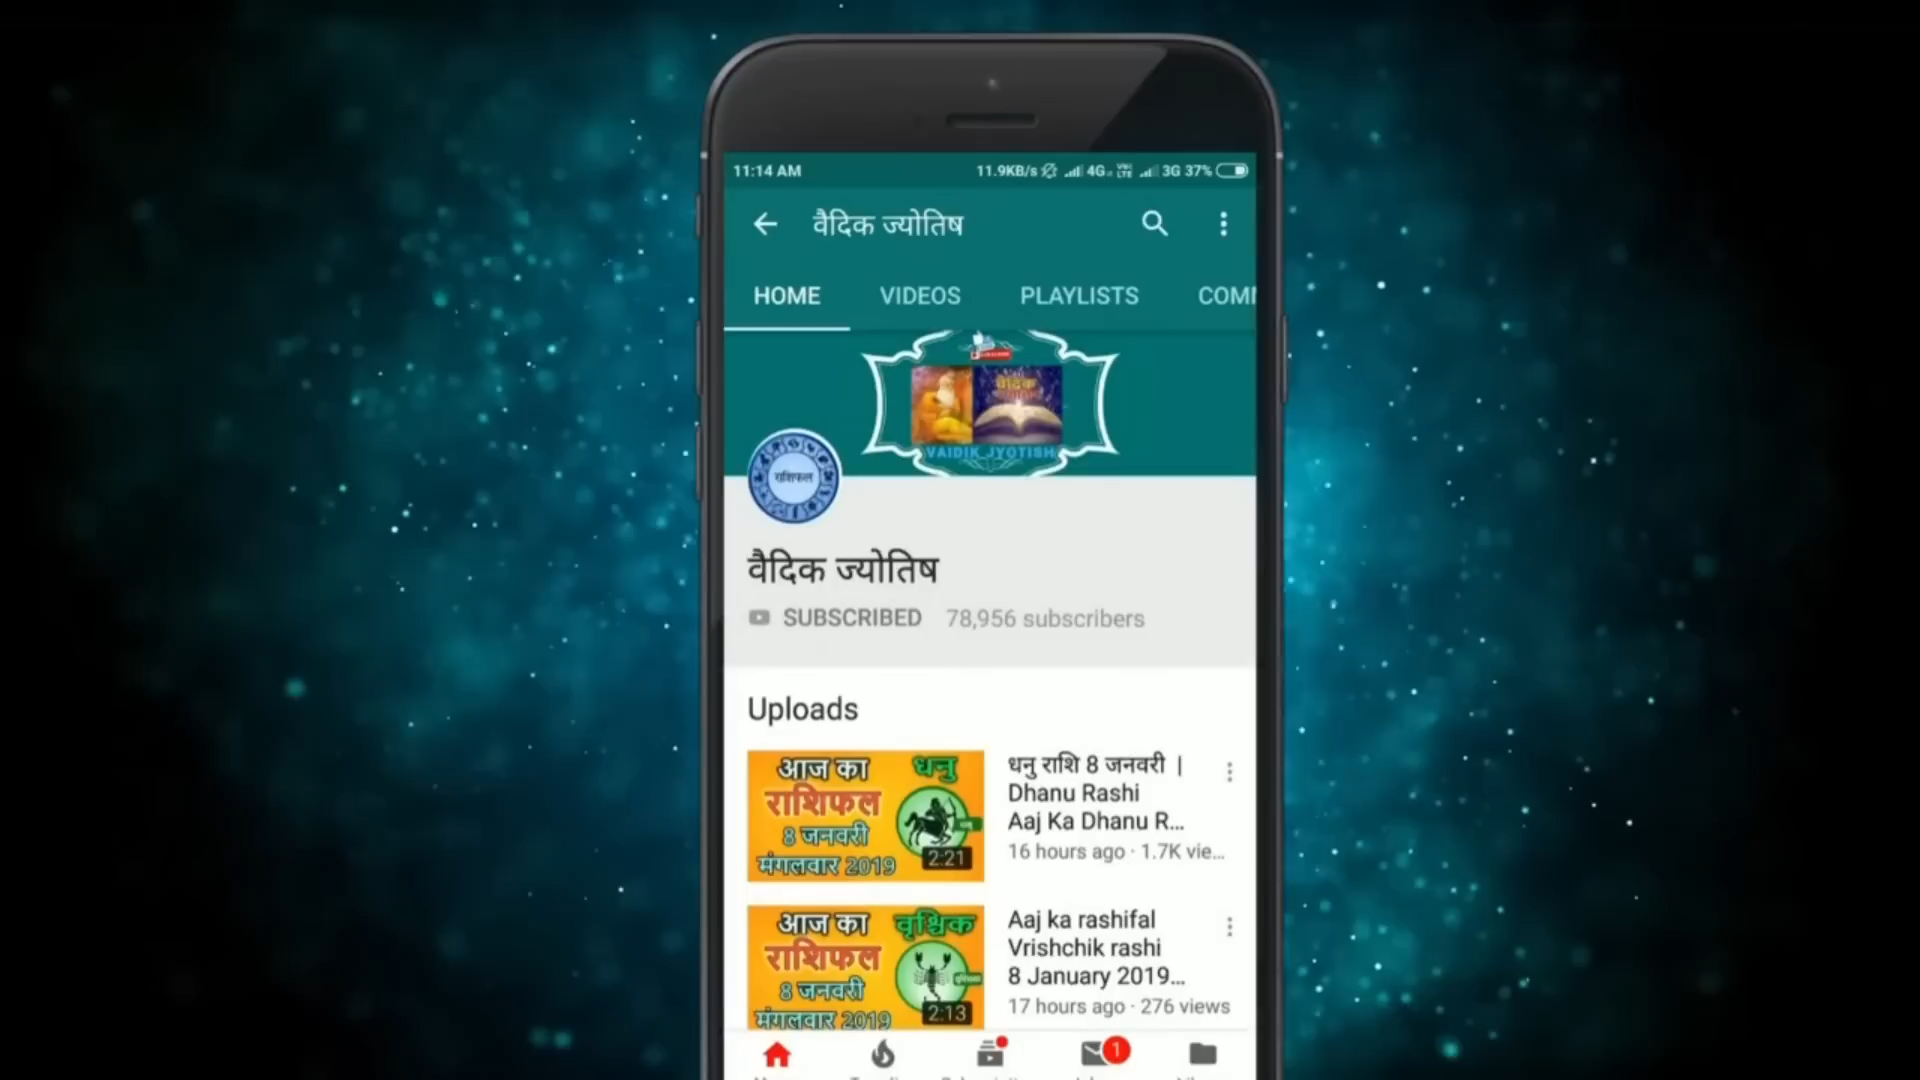 11:14 AM 11.9KB/s 4G VoLTE 3G 37%
वैदिक ज्योतिष
HOME VIDEOS PLAYLISTS COMM
वैदिक
VAIDIK JYOTISH
राशिफल
वैदिक ज्योतिष
SUBSCRIBED 78,956 subscribers
Uploads
आज का धनु
राशिफल
8 जनवरी
मंगलवार 2019
2:21
धनु राशि 8 जनवरी |
Dhanu Rashi
Aaj Ka Dhanu R...
16 hours ago · 1.7K vie...
आज का वृश्चिक
राशिफल
8 जनवरी
मंगलवार 2019
2:13
Aaj ka rashifal
Vrishchik rashi
8 January 2019...
17 hours ago · 276 views
1